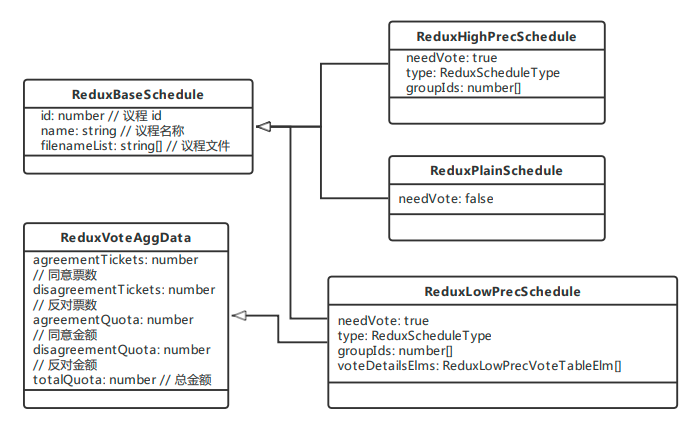 ReduxBaseSchedule
id: number // 议程 id
name: string // 议程名称
filenameList: string[] // 议程文件
ReduxVoteAggData
agreementTickets: number
// 同意票数
disagreementTickets: number
// 反对票数
agreementQuota: number
// 同意金额
disagreementQuota: number
// 反对金额
totalQuota: number // 总金额
ReduxHighPrecSchedule
needVote: true
type: ReduxScheduleType
groupIds: number[]
ReduxPlainSchedule
needVote: false
ReduxLowPrecSchedule
needVote: true
type: ReduxScheduleType
groupIds: number[]
voteDetailsElms: ReduxLowPrecVoteTableElm[]